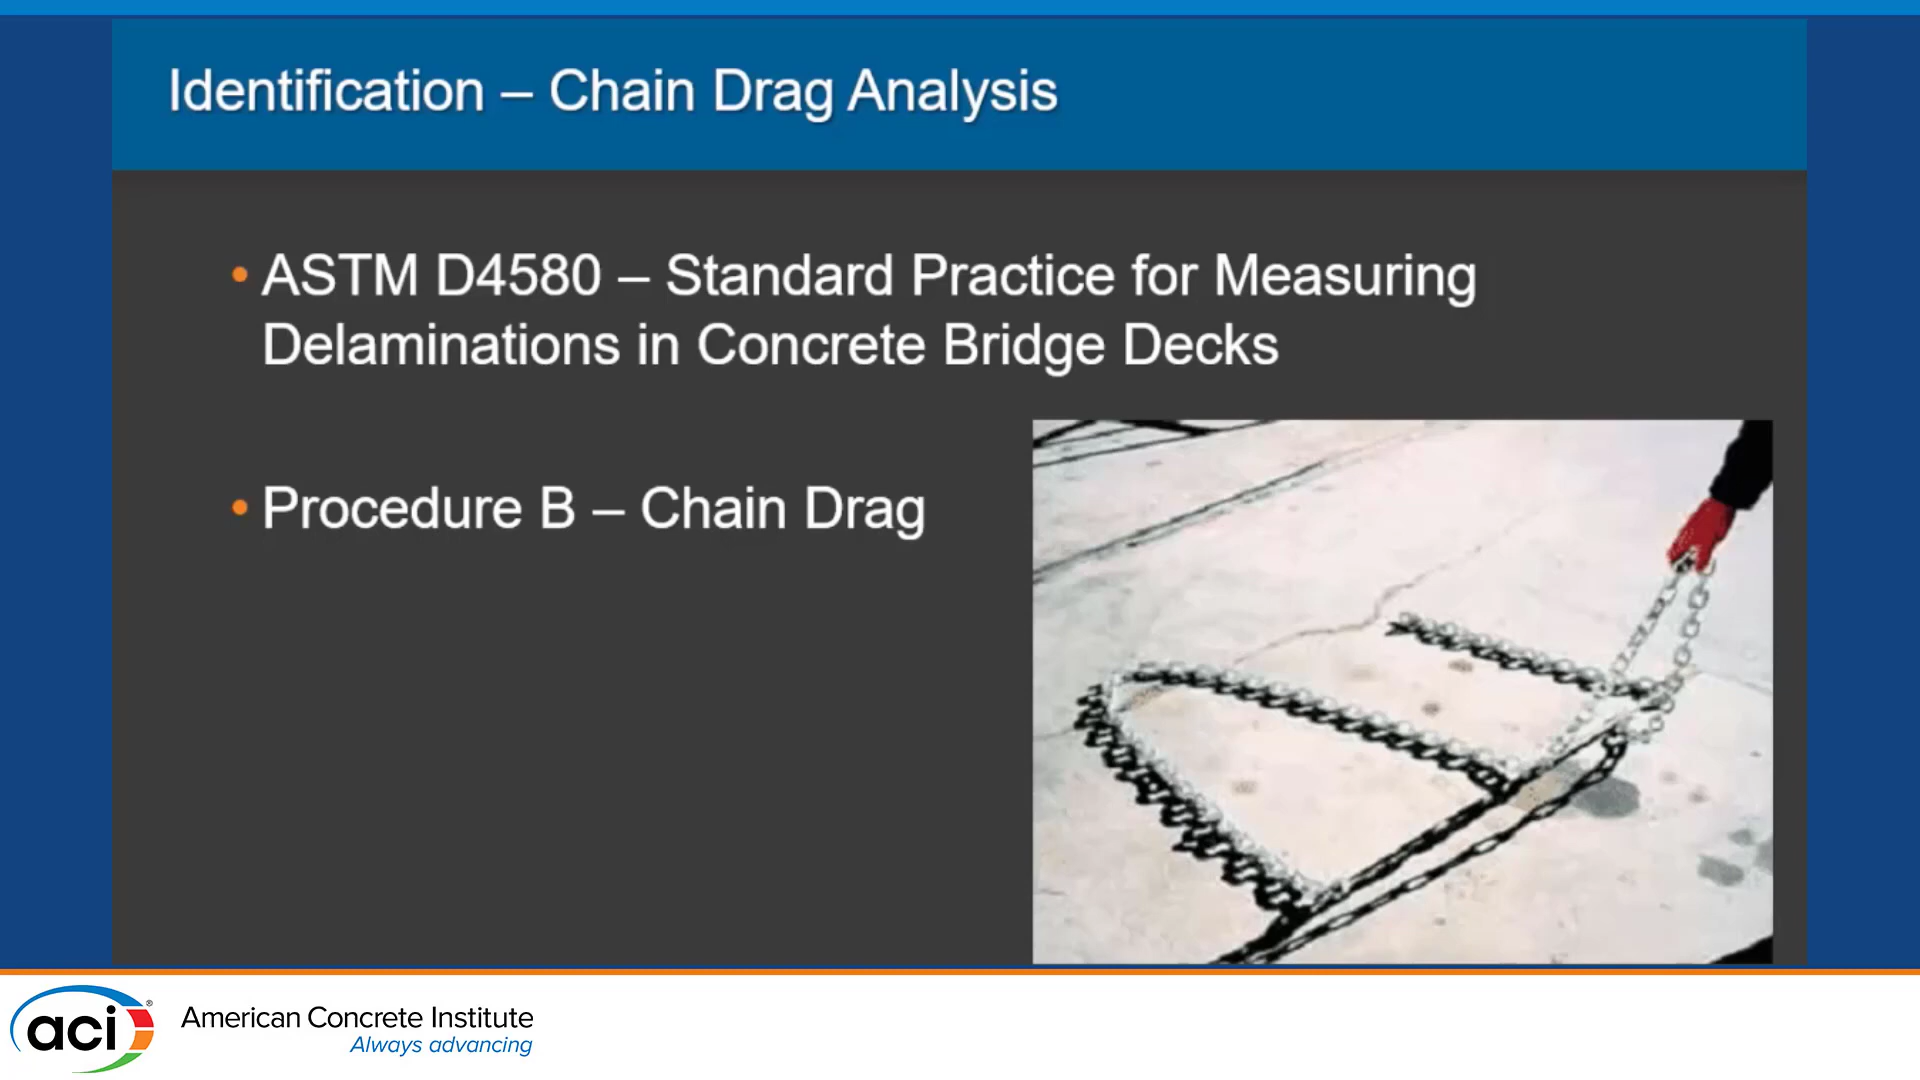 Identification – Chain Drag Analysis
• ASTM D4580 – Standard Practice for Measuring
Delaminations in Concrete Bridge Decks
• Procedure B – Chain Drag
aci®
American Concrete Institute
Always advancing